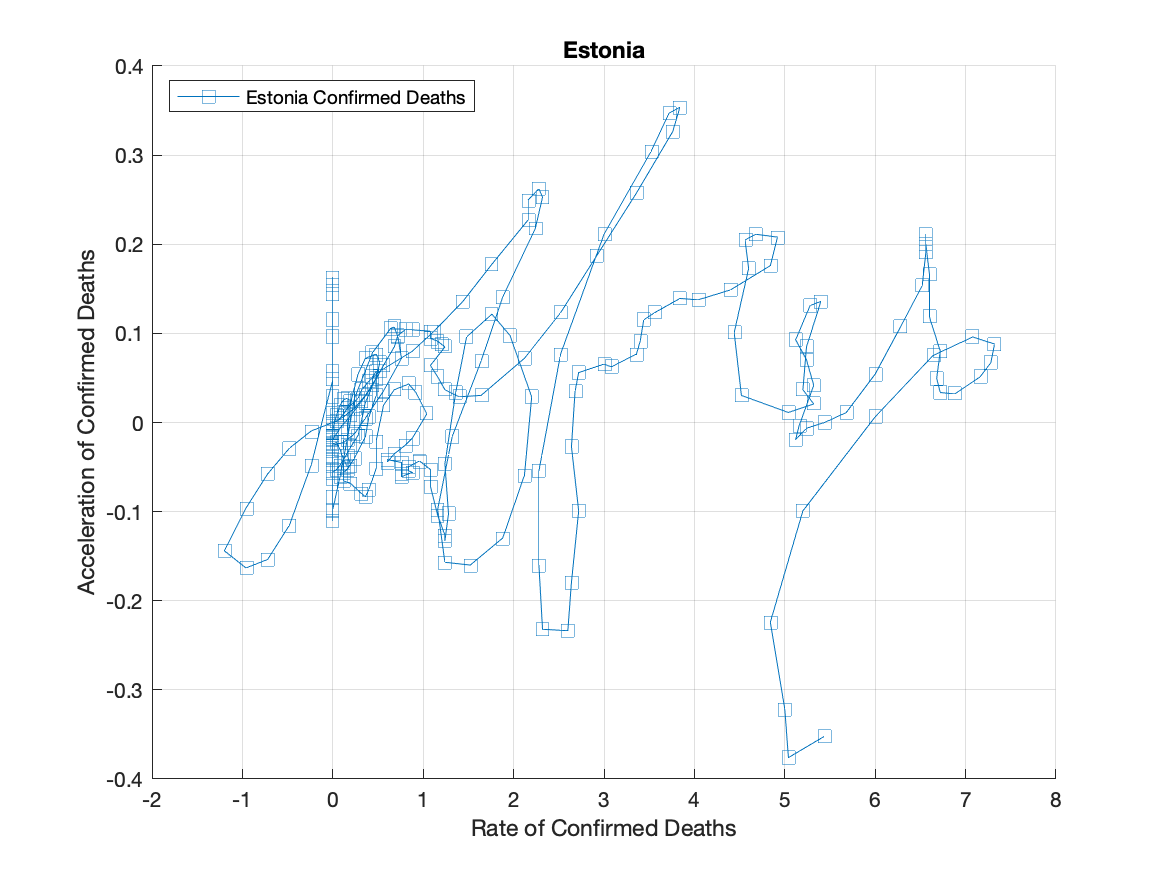 Estonia
0.4
Estonia Confirmed Deaths
0.3
0.2
0.1
0
-0.1
-0.2
-0.3
-0.4
Acceleration of Confirmed Deaths
-2 -1 0 1 2 3 4 5 6 7 8
Rate of Confirmed Deaths